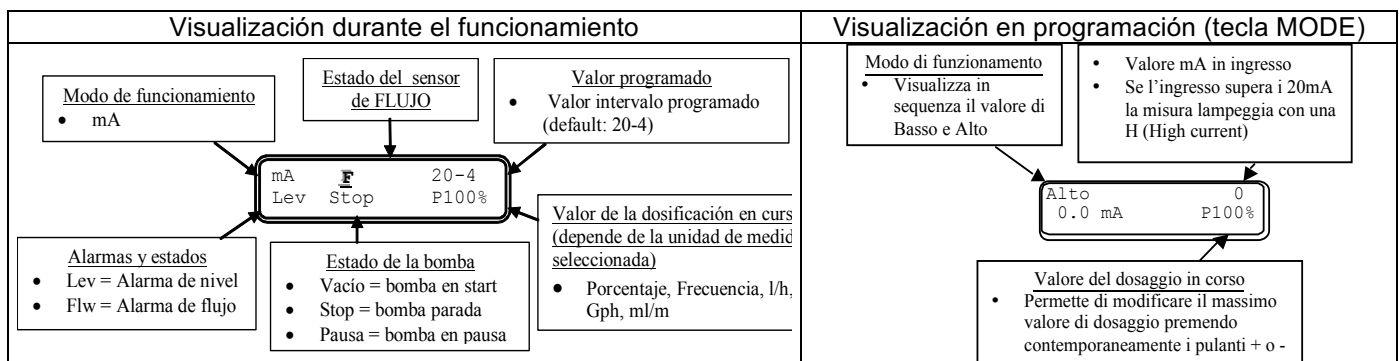 Visualización durante el funcionamiento
Visualización en programación (tecla MODE)
Modo de funcionamiento
• mA
Estado del sensor
de FLUJO
Valor programado
• Valor intervalo programado
(default: 20-4)
mA F 20-4
Lev Stop P100%
Alarmas y estados
• Lev = Alarma de nivel
• Flw = Alarma de flujo
Estado de la bomba
• Vacío = bomba en start
• Stop = bomba parada
• Pausa = bomba en pausa
Valor de la dosificación en curs
(depende de la unidad de medid
seleccionada)
• Porcentaje, Frecuencia, l/h,
Gph, ml/m
Modo di funzionamento
• Visualizza in
sequenza il valore di
Basso e Alto
• Valore mA in ingresso
• Se l’ingresso supera i 20mA
la misura lampeggia con una
H (High current)
Alto 0
0.0 mA P100%
Valore del dosaggio in corso
• Permette di modificare il massimo
valore di dosaggio premendo
contemporaneamente i pulanti + o -